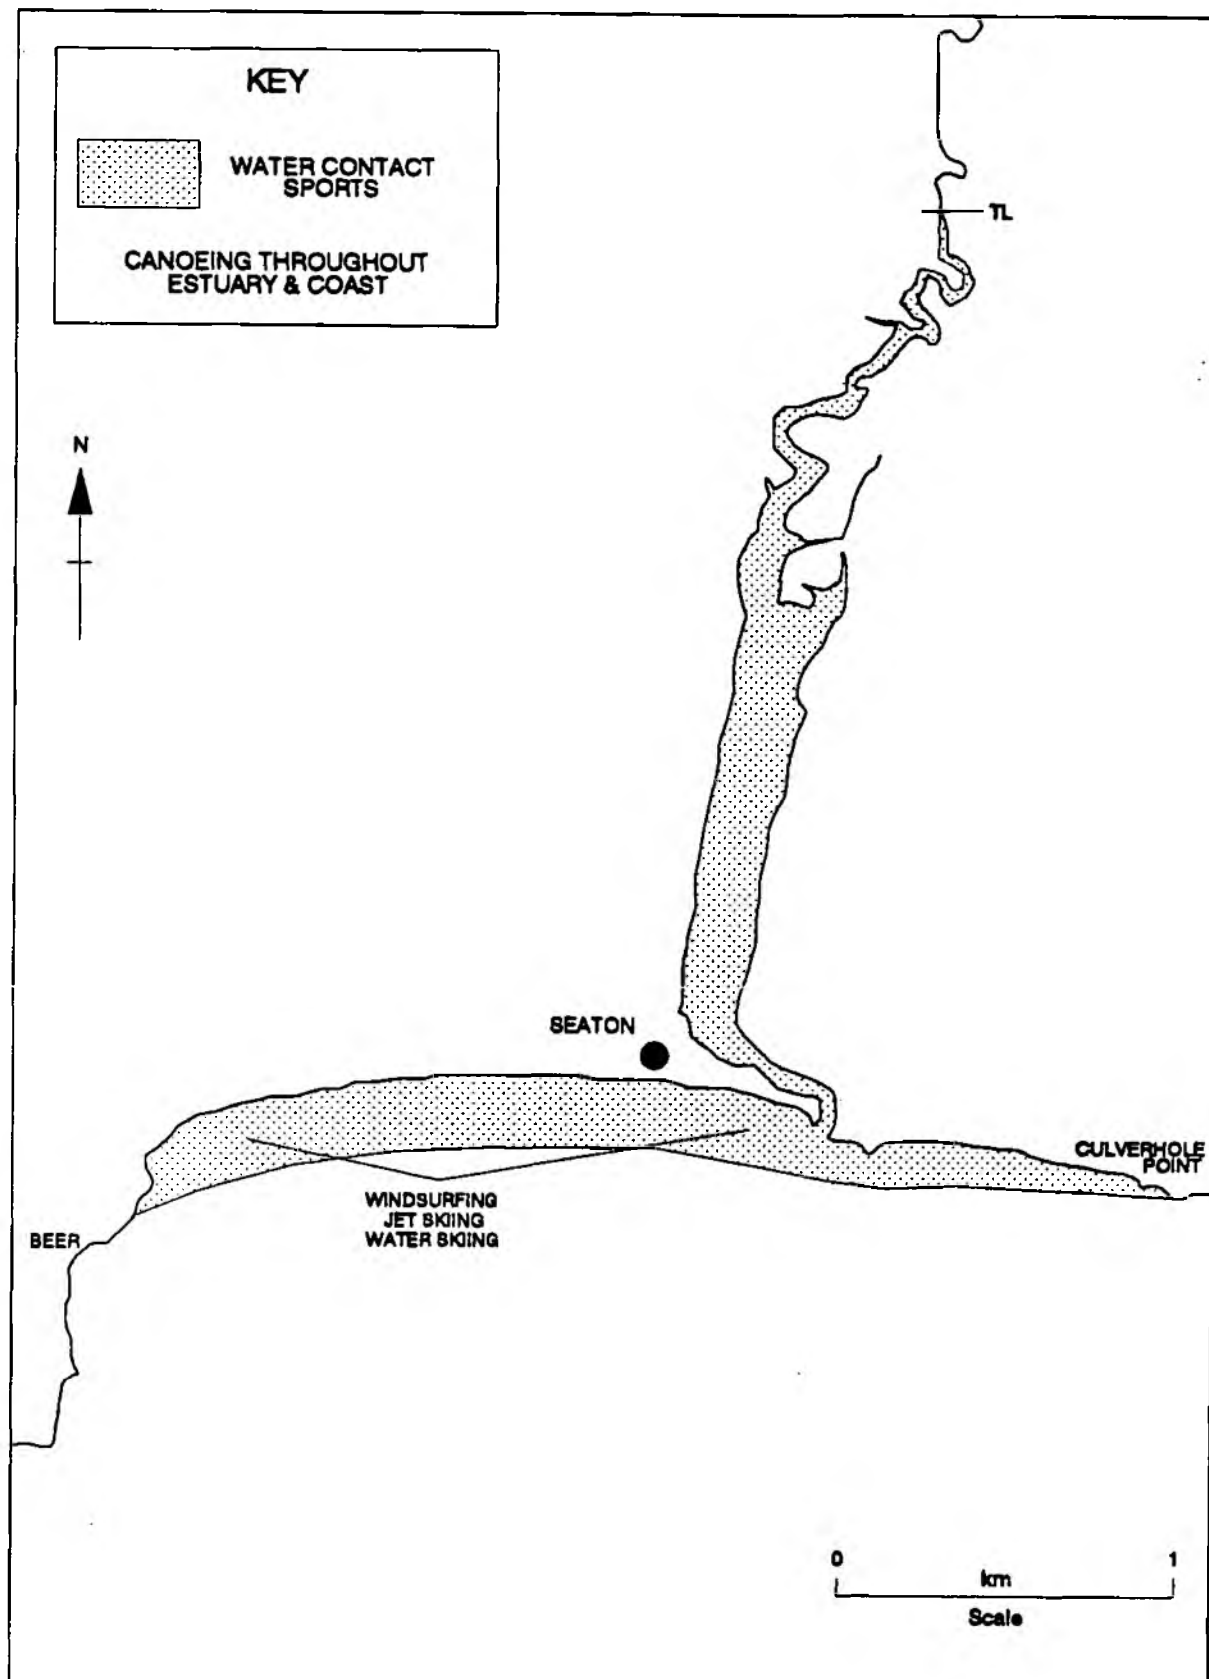 KEY
WATER CONTACT
SPORTS
CANOEING THROUGHOUT
ESTUARY & COAST
TL
N
SEATON
CULVERHOLE
POINT
WINDSURFING
JET SKIING
WATER SKIING
BEER
0 1
km
Scale